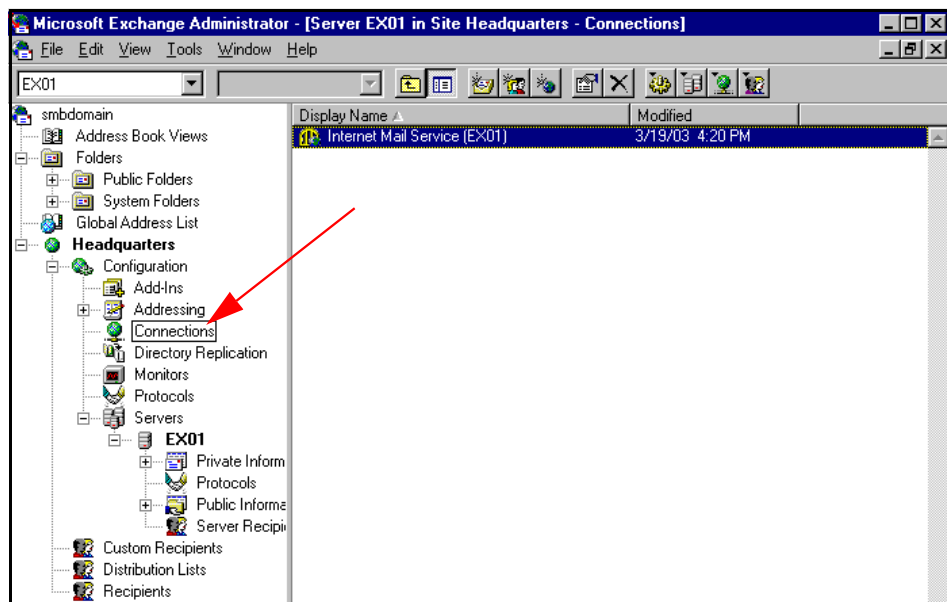 Microsoft Exchange Administrator - [Server EX01 in Site Headquarters - Connections]
File Edit View Tools Window Help
EX01
smbdomain
Address Book Views
Folders
Public Folders
System Folders
Global Address List
Headquarters
Configuration
Add-Ins
Addressing
Connections
Directory Replication
Monitors
Protocols
Servers
EX01
Private Inform
Protocols
Public Informa
Server Recipi
Custom Recipients
Distribution Lists
Recipients
Display Name Modified
Internet Mail Service (EX01) 3/19/03 4:20 PM